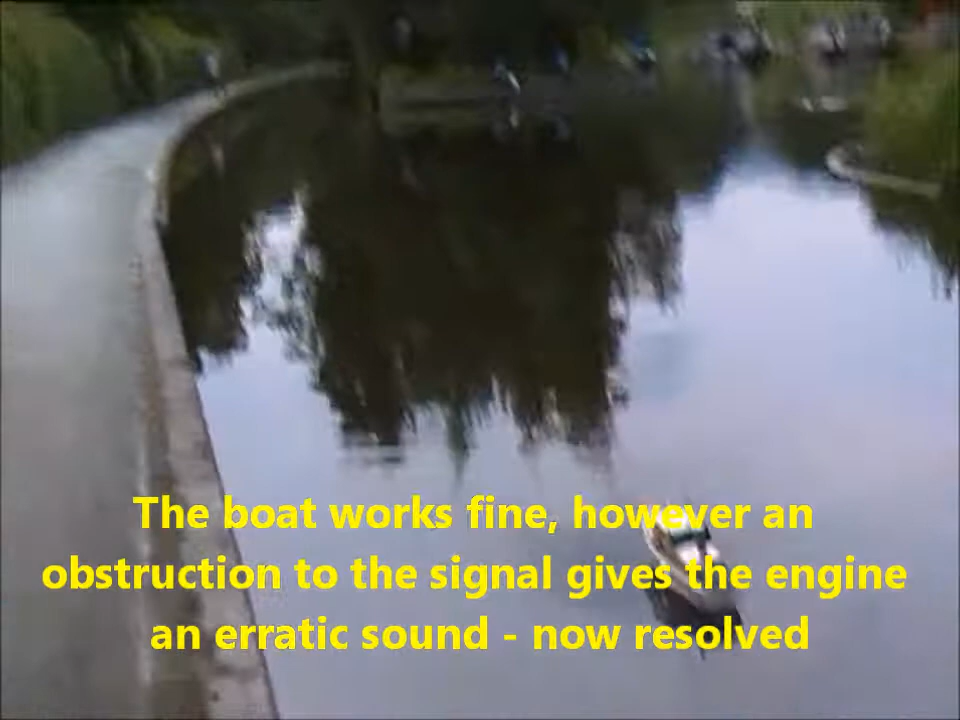 The boat works fine, however an
obstruction to the signal gives the engine
an erratic sound - now resolved